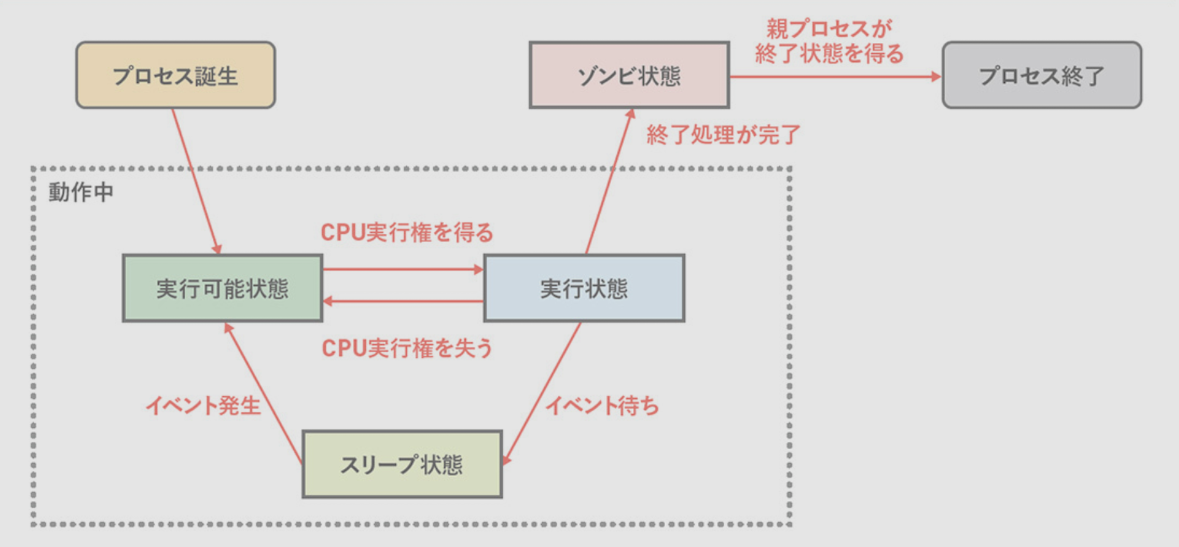 プロセス誕生
ゾンビ状態
親プロセスが
終了状態を得る
プロセス終了
終了処理が完了
動作中
CPU実行権を得る
実行可能状態
実行状態
CPU実行権を失う
イベント発生
イベント待ち
スリープ状態